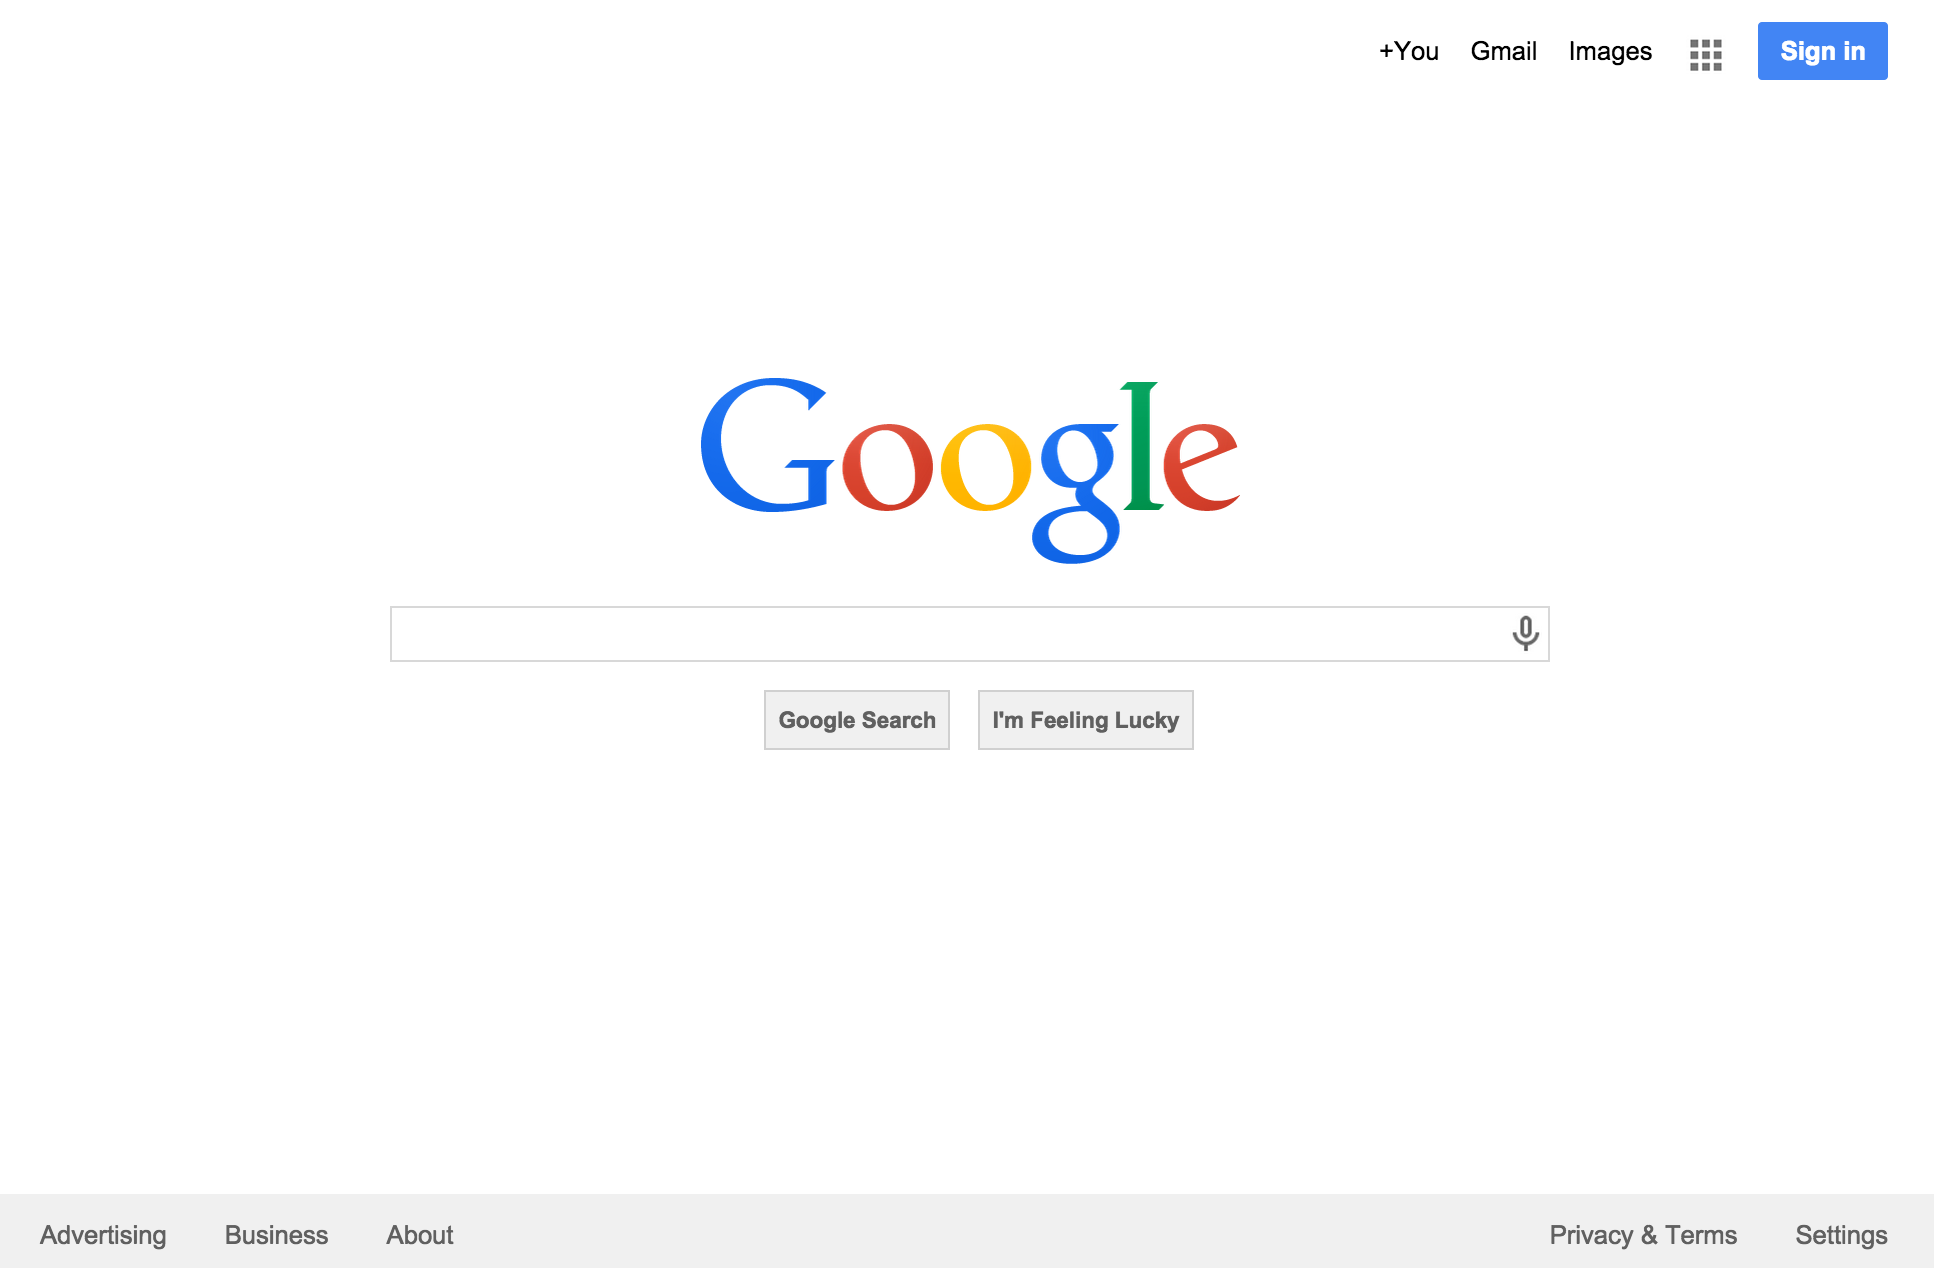 +You Gmail Images Sign in
Google
Google Search I'm Feeling Lucky
Advertising Business About Privacy & Terms Settings